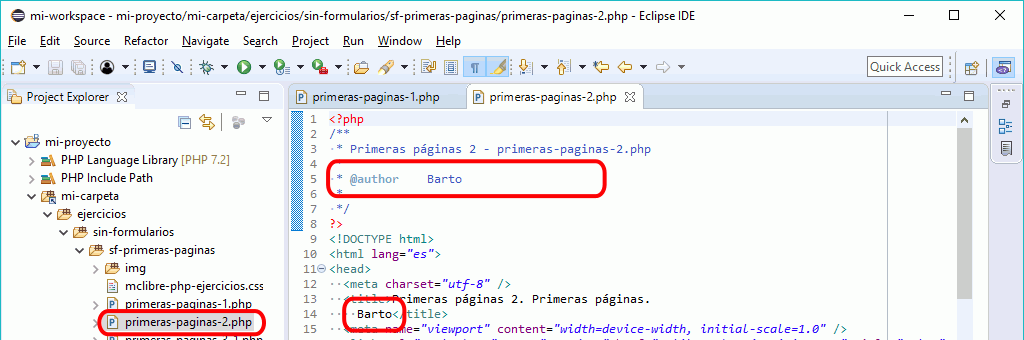 mi-workspace - mi-proyecto/mi-carpeta/ejercicios/sin-formularios/sf-primeras-paginas/primeras-paginas-2.php - Eclipse IDE
File Edit Source Refactor Navigate Search Project Run Window Help
Quick Access
Project Explorer
mi-proyecto
PHP Language Library [PHP 7.2]
PHP Include Path
mi-carpeta
ejercicios
sin-formularios
sf-primeras-paginas
img
mclibre-php-ejercicios.css
primeras-paginas-1.php
primeras-paginas-2.php
primeras-paginas-1.php primeras-paginas-2.php
1 <?php
2 /**
3 * Primeras páginas 2 - primeras-paginas-2.php
4
5 * @author    Barto
6 *
7 */
8 ?>
9 <!DOCTYPE html>
10 <html lang="es">
11 <head>
12 <meta charset="utf-8" />
13 <title>Primeras páginas 2. Primeras páginas.
14 Barto</title>
15 <meta name="viewport" content="width=device-width, initial-scale=1.0" />